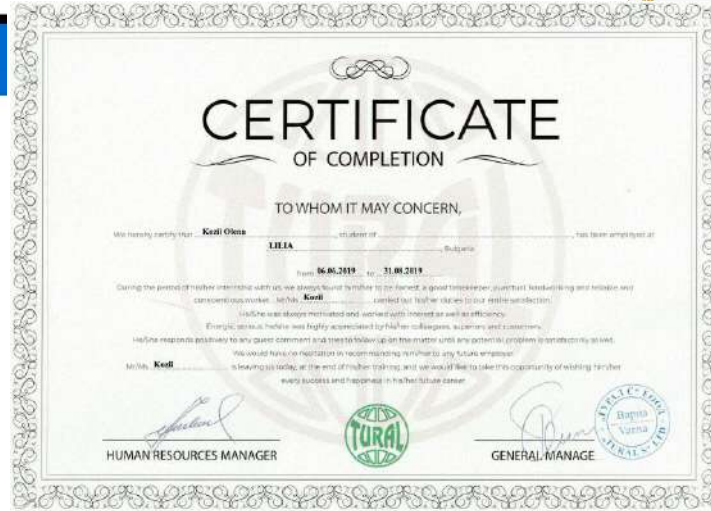 CERTIFICATE
OF COMPLETION
TO WHOM IT MAY CONCERN,
We hereby certify that Kozii Olena, student of, has been employed at
LILIA, Bulgaria
from 06.06.2019 to 31.08.2019
During the period of his/her internship with us, we always found him/her to be honest, a good timekeeper, punctual, hardworking and reliable and
conscientious worker. Mr/Ms. Kozii carried out his/her duties to our entire satisfaction.
He/She was always motivated and worked with interest as well as efficiency.
he/she was highly appreciated by his/her colleagues, superiors and customers.
He/She responds positively to any guest comment and tries to follow up on the matter until any potential problem is satisfactorily solved.
We would have no hesitation in recommending him/her to any future employer.
Mr/Ms. Kozii is leaving us today, at the end of his/her training, and we would like to take this opportunity of wishing him/her
every success and happiness in his/her future career.
TURAL
HUMAN RESOURCES MANAGER
GENERAL MANAGE
Варна
Varna